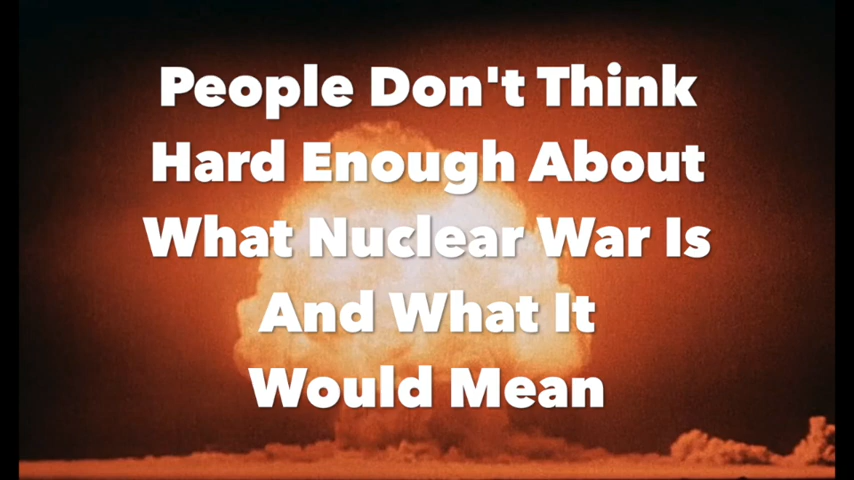 People Don't Think
Hard Enough About
What Nuclear War Is
And What It
Would Mean